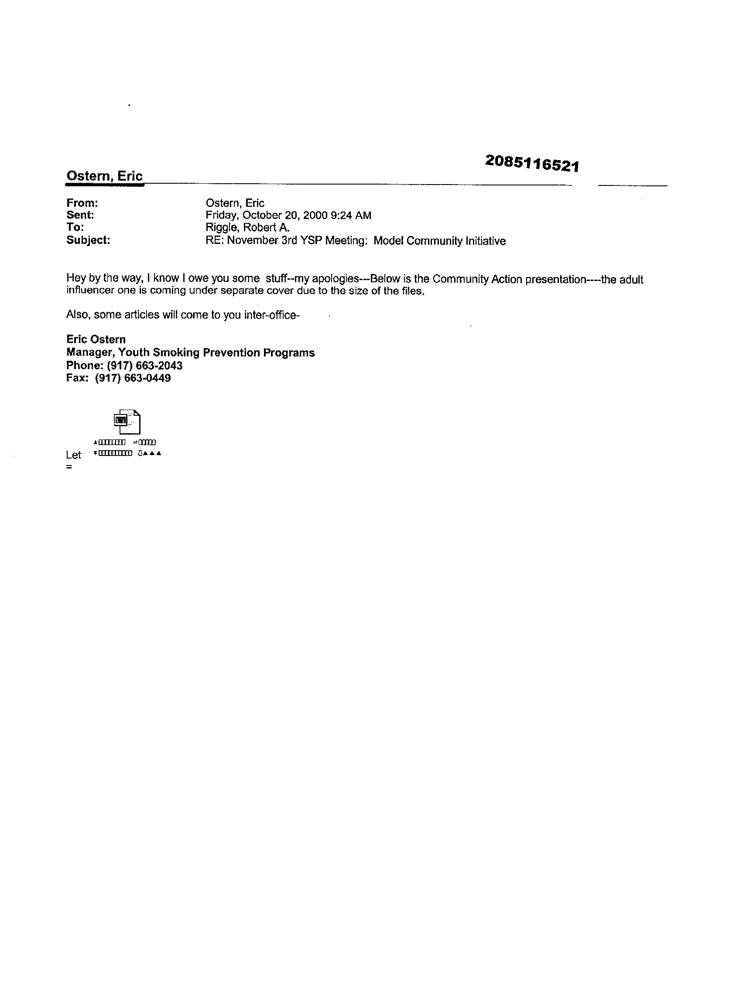 2085116521
Ostern, Eric
From: Ostern, Eric
Sent: Friday, October 20, 2000 9:24 AM
To: Riggle, Robert A.
Subject: RE: November 3rd YSP Meeting: Model Community Initiative
Hey by the way, I know I owe you some stuff--my apologies---Below is the Community Action presentation----the adult
influencer one is coming under separate cover due to the size of the files.
Also, some articles will come to you inter-office-
Eric Ostern
Manager, Youth Smoking Prevention Programs
Phone: (917) 663-2043
Fax: (917) 663-0449
Let
=